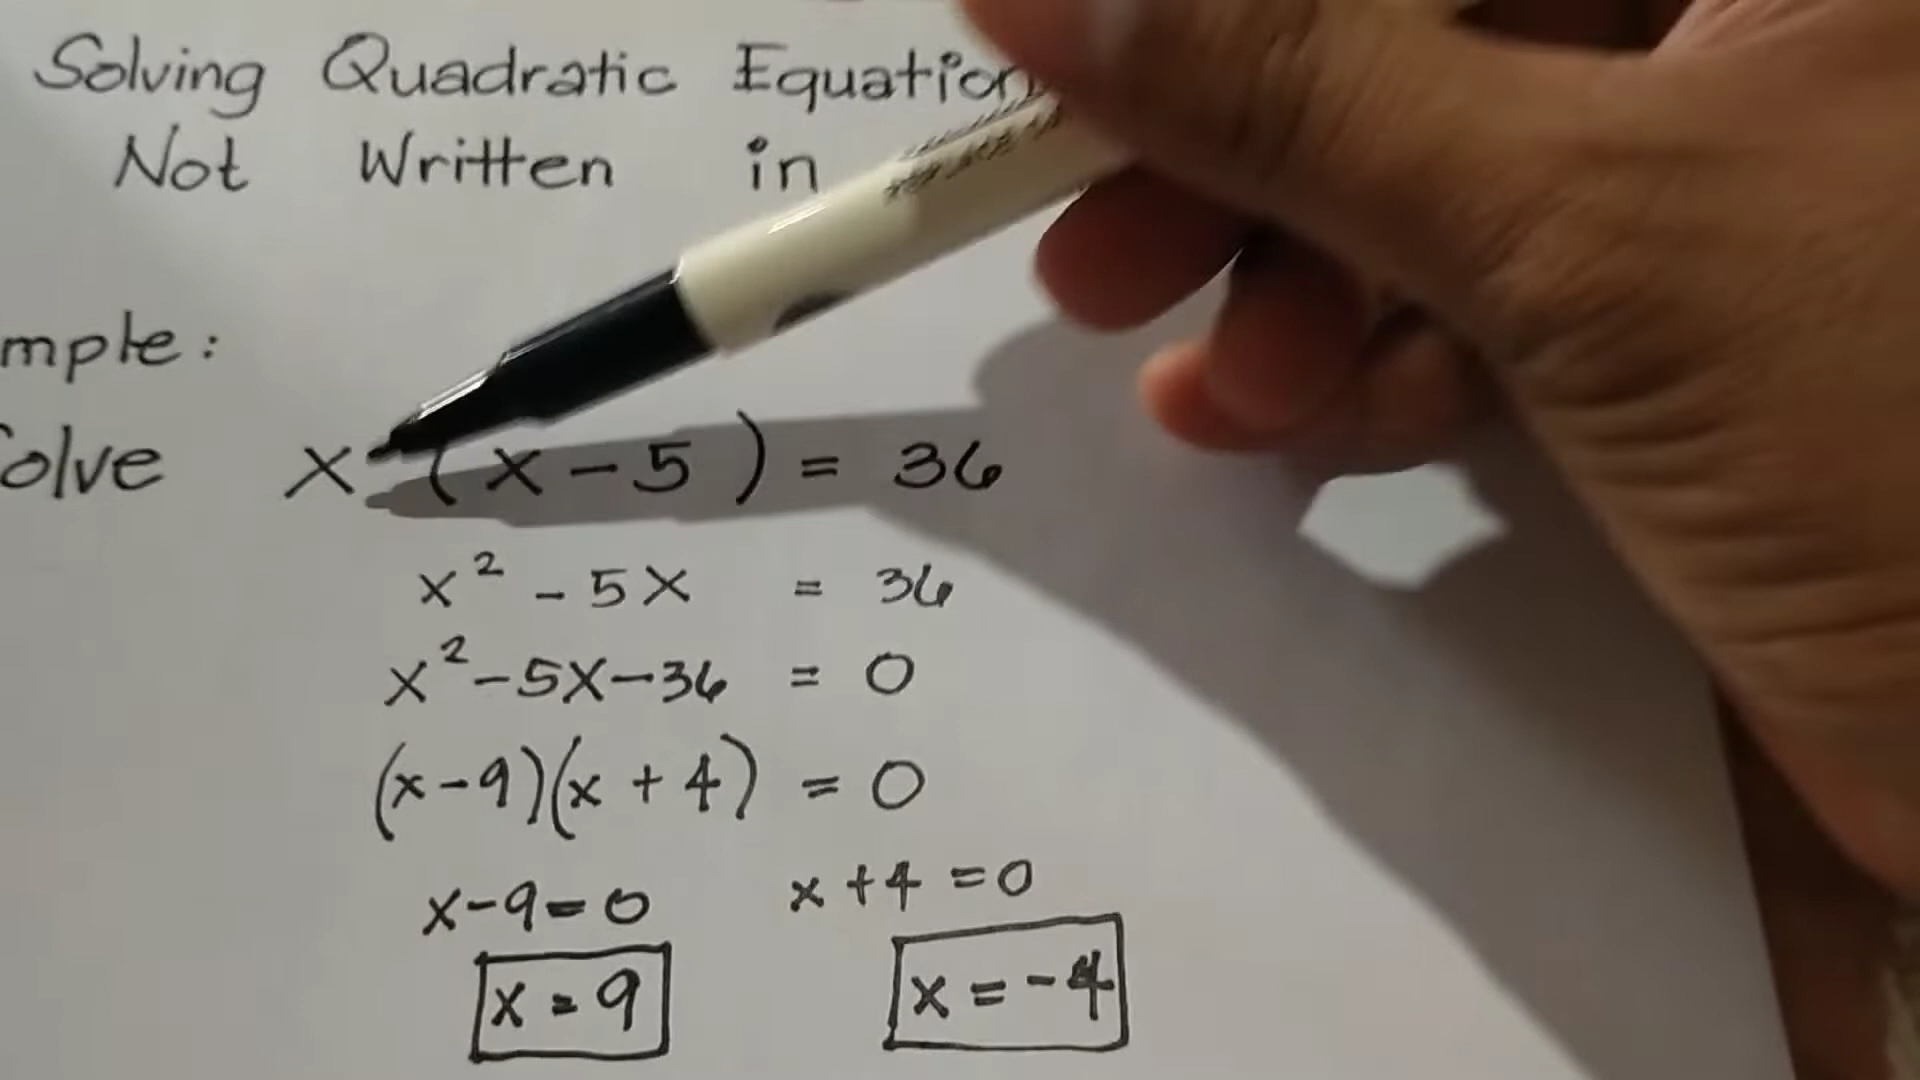 Solving Quadratic Equation
Not Written in
mple:
Solve x (x - 5) = 36
x² - 5x = 36
x² - 5x - 36 = 0
(x - 9)(x + 4) = 0
x - 9 = 0 x + 4 = 0
x = 9 x = -4